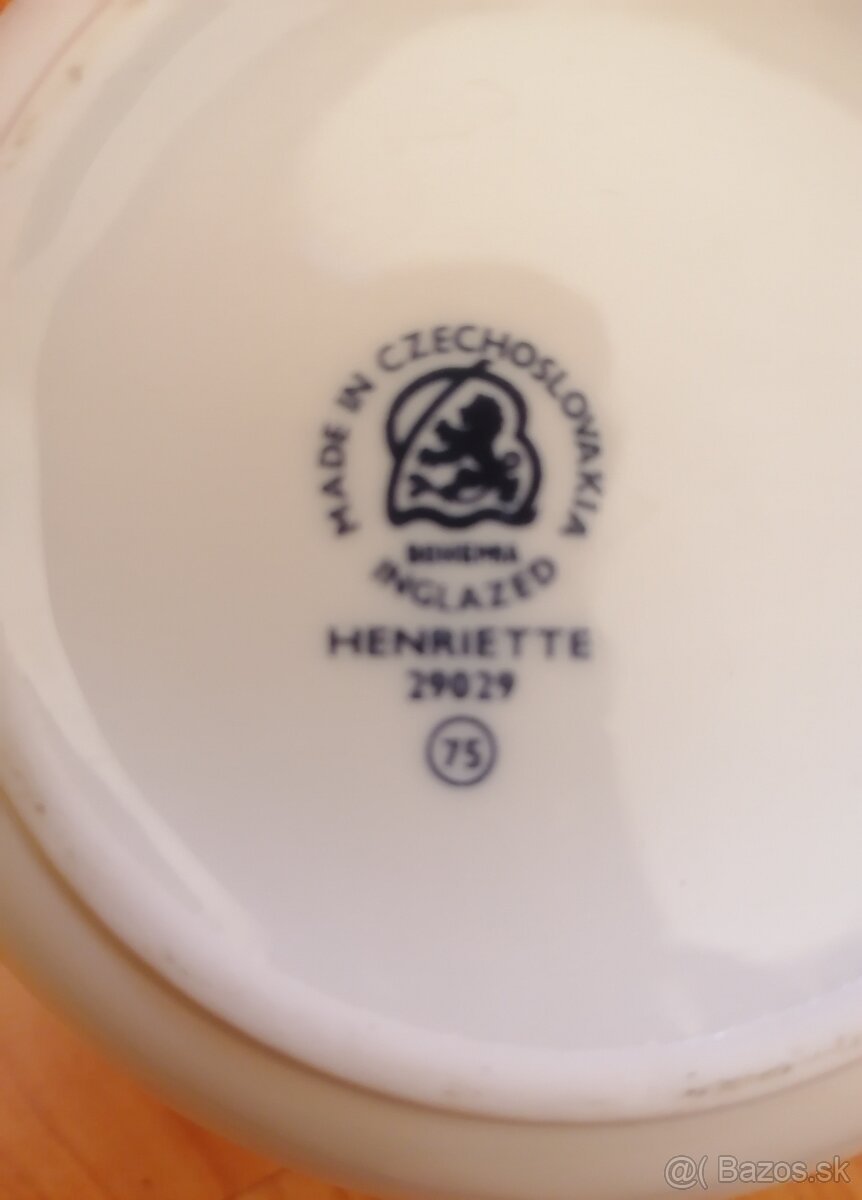 MADE IN CZECHOSLOVAKIA
BOHEMIA
INGLAZED
HENRIETTE
29029
75
@( Bazos.sk